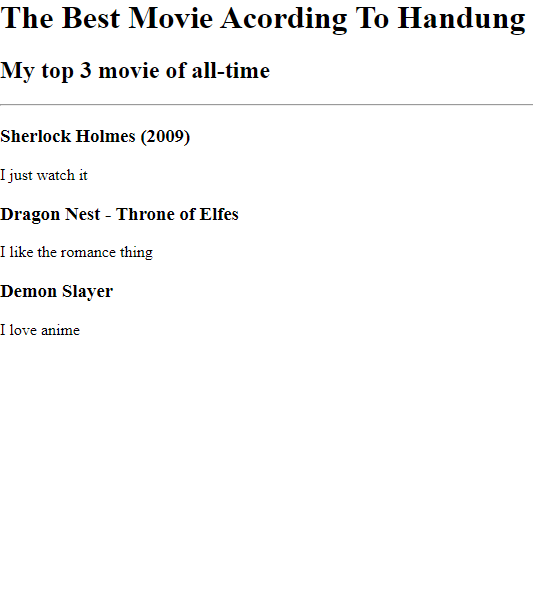 The Best Movie Acording To Handung
My top 3 movie of all-time
Sherlock Holmes (2009)
I just watch it
Dragon Nest - Throne of Elfes
I like the romance thing
Demon Slayer
I love anime